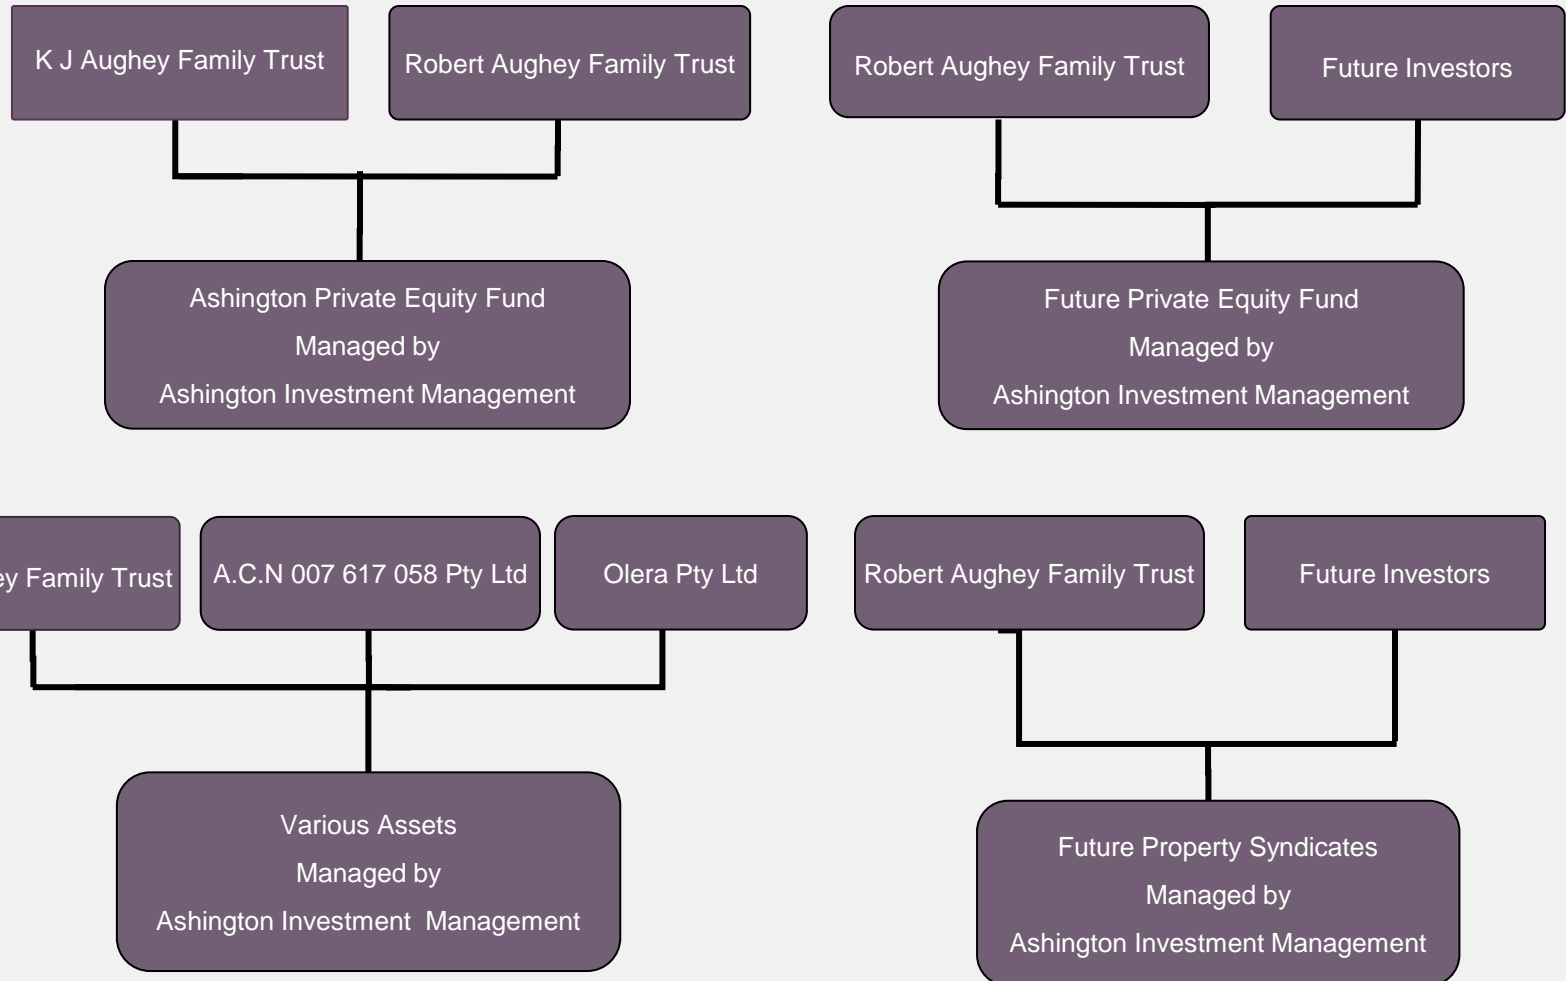 K J Aughey Family Trust
Robert Aughey Family Trust
Robert Aughey Family Trust
Future Investors
Ashington Private Equity Fund
Managed by
Ashington Investment Management
Future Private Equity Fund
Managed by
Ashington Investment Management
Family Trust
A.C.N 007 617 058 Pty Ltd
Olera Pty Ltd
Robert Aughey Family Trust
Future Investors
Various Assets
Managed by
Ashington Investment  Management
Future Property Syndicates
Managed by
Ashington Investment Management